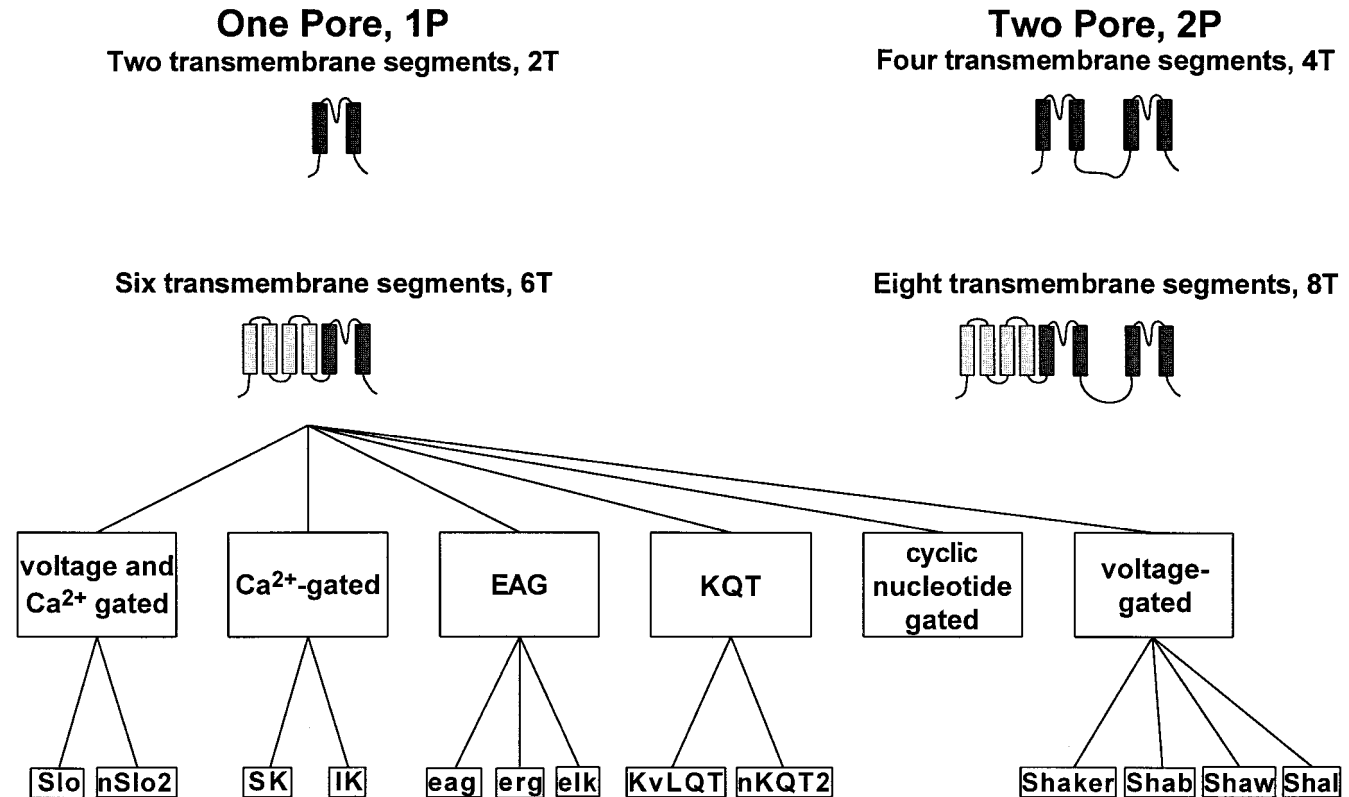 One Pore, 1P
Two transmembrane segments, 2T
Two Pore, 2P
Four transmembrane segments, 4T
Six transmembrane segments, 6T
Eight transmembrane segments, 8T
voltage and
Ca²⁺ gated
Ca²⁺-gated
EAG
KQT
cyclic
nucleotide
gated
voltage-
gated
Slo
nSlo2
SK
IK
eag
erg
elk
KvLQT
nKQT2
Shaker
Shab
Shaw
Shal